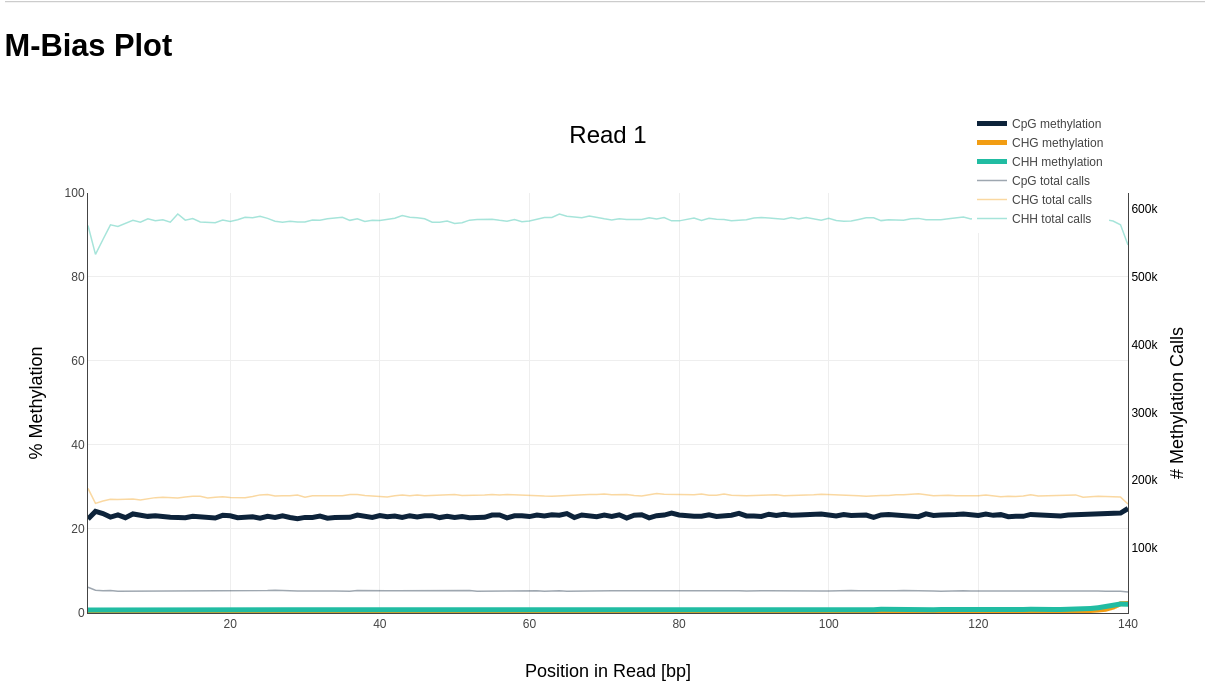 M-Bias Plot
Read 1
CpG methylation
CHG methylation
CHH methylation
CpG total calls
CHG total calls
CHH total calls
100
80
60
40
20
0
% Methylation
600k
500k
400k
300k
200k
100k
# Methylation Calls
20
40
60
80
100
120
140
Position in Read [bp]